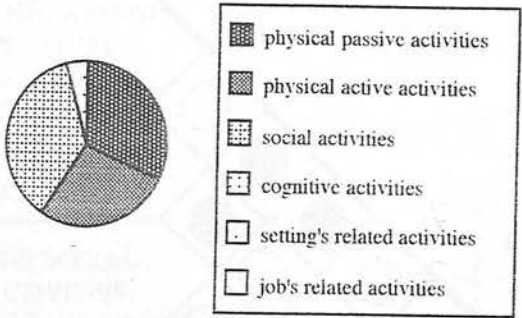 physical passive activities
physical active activities
social activities
cognitive activities
setting's related activities
job's related activities